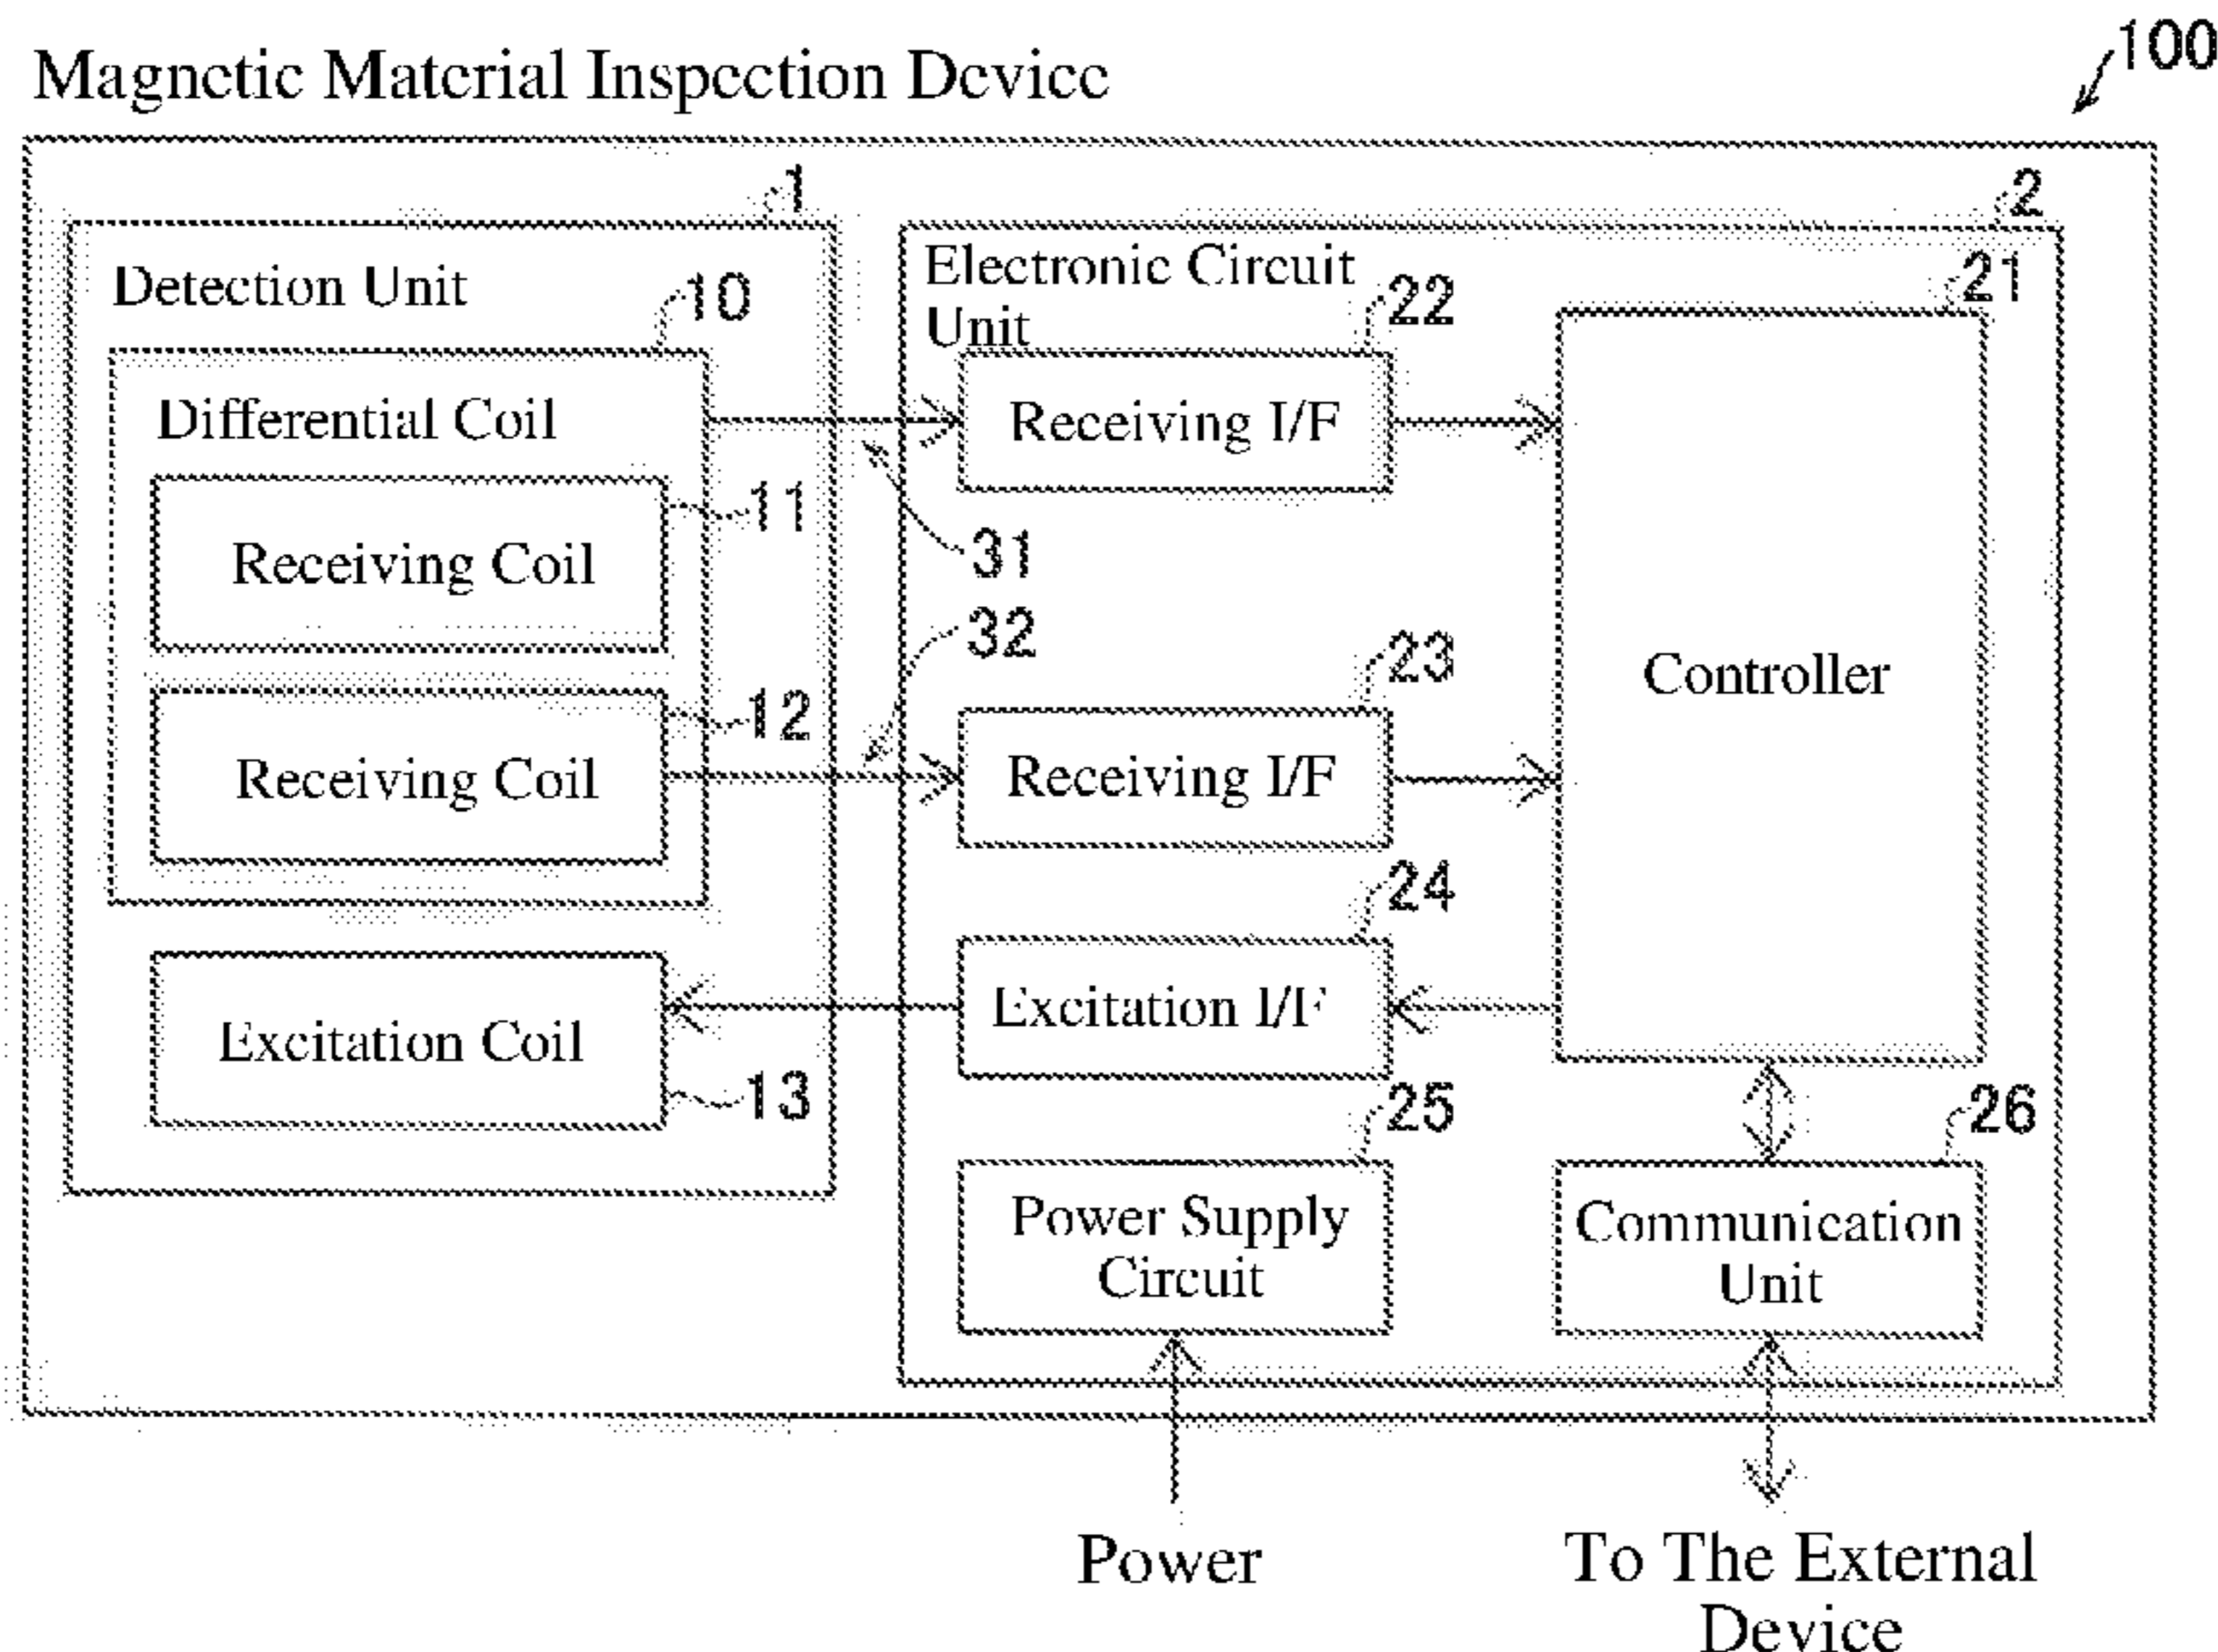 100
Magnetic Material Inspection Device
1
2
Detection Unit
10
Electronic Circuit
Unit
22
21
Differential Coil
Receiving I/F
11
Receiving Coil
31
32
23
Controller
12
Receiving Coil
Receiving I/F
24
Excitation I/F
Excitation Coil
13
25
26
Power Supply
Circuit
Communication
Unit
Power
To The External
Device